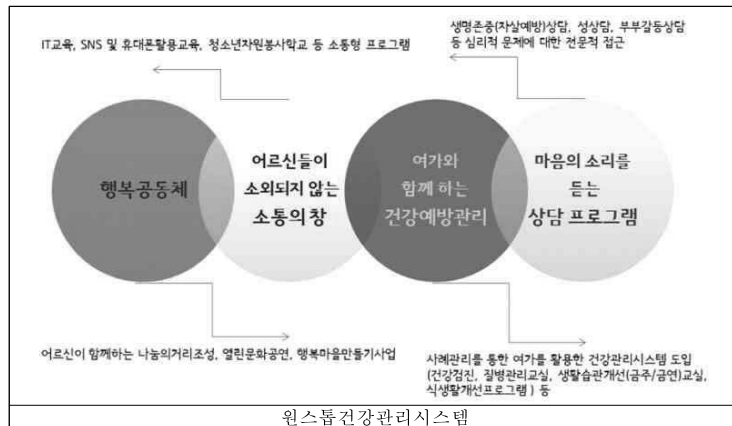 IT교육, SNS 및 휴대폰활용교육, 청소년자원봉사학교 등 소통형 프로그램
생명존중(자살예방)상담, 성상담, 부부갈등상담
등 심리적 문제에 대한 전문적 접근
행복공동체
어르신들이
소외되지 않는
소통의 창
여가와
함께 하는
건강예방관리
마음의 소리를
듣는
상담 프로그램
어르신이 함께하는 나눔의거리조성, 열린문화공연, 행복마을만들기사업
사례관리를 통한 여가를 활용한 건강관리시스템 도입
(건강검진, 질병관리교실, 생활습관개선(금주/금연)교실,
식생활개선프로그램 ) 등
원스톱건강관리시스템